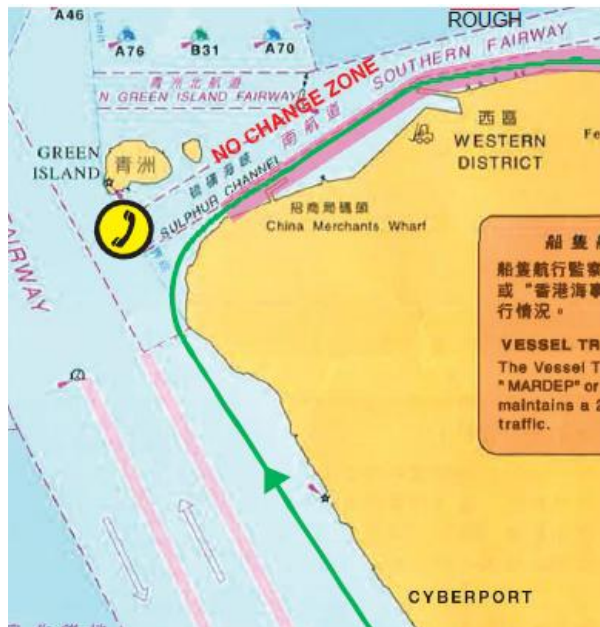 A46
ROUGH
A76
B31
A70
Limit
青洲北航道
N GREEN ISLAND FAIRWAY
NO CHANGE ZONE
南航道
SOUTHERN FAIRWAY
GREEN
ISLAND
青洲
硫磺海峽
SULPHUR CHANNEL
西區
WESTERN
DISTRICT
Fe
招商局碼頭
China Merchants Wharf
AIRWAY
船隻
船隻航行監察
或 "香港海事
行情況。
VESSEL TR
The Vessel T
"MARDEP" or
maintains a 2
traffic.
CYBERPORT